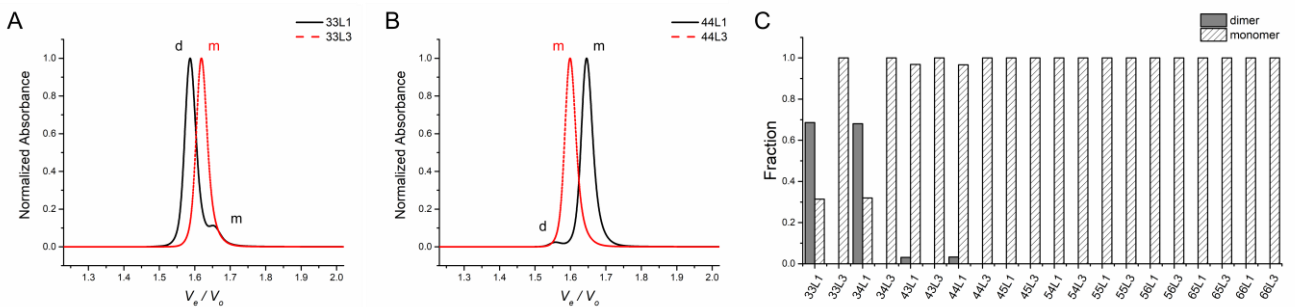 A
33L1
33L3
d
m
m
Normalized Absorbance
1.0
0.8
0.6
0.4
0.2
0.0
1.3 1.4 1.5 1.6 1.7 1.8 1.9 2.0
Ve / Vo
B
44L1
44L3
m
m
d
Normalized Absorbance
1.0
0.8
0.6
0.4
0.2
0.0
1.3 1.4 1.5 1.6 1.7 1.8 1.9 2.0
Ve / Vo
C
dimer
monomer
Fraction
1.0
0.8
0.6
0.4
0.2
0.0
33L1 33L3 34L1 34L3 43L1 43L3 44L1 44L3 45L1 45L3 54L1 54L3 55L1 55L3 56L1 56L3 65L1 65L3 66L1 66L3